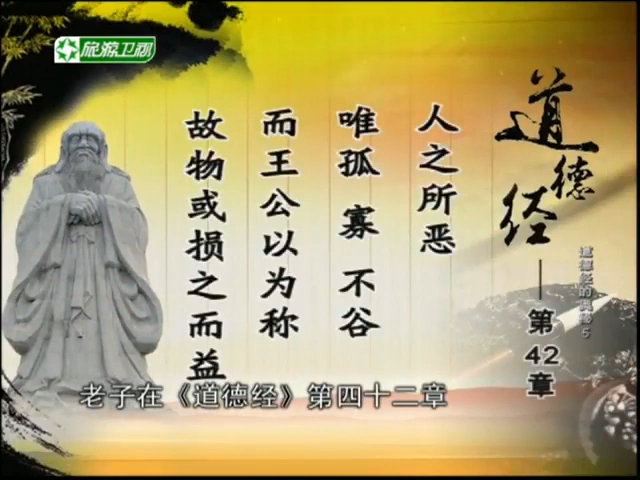 旅游卫视
道德经
——第42章
人之所恶
唯孤 寡 不谷
而王公以为称
故物或损之而益
老子在《道德经》第四十二章